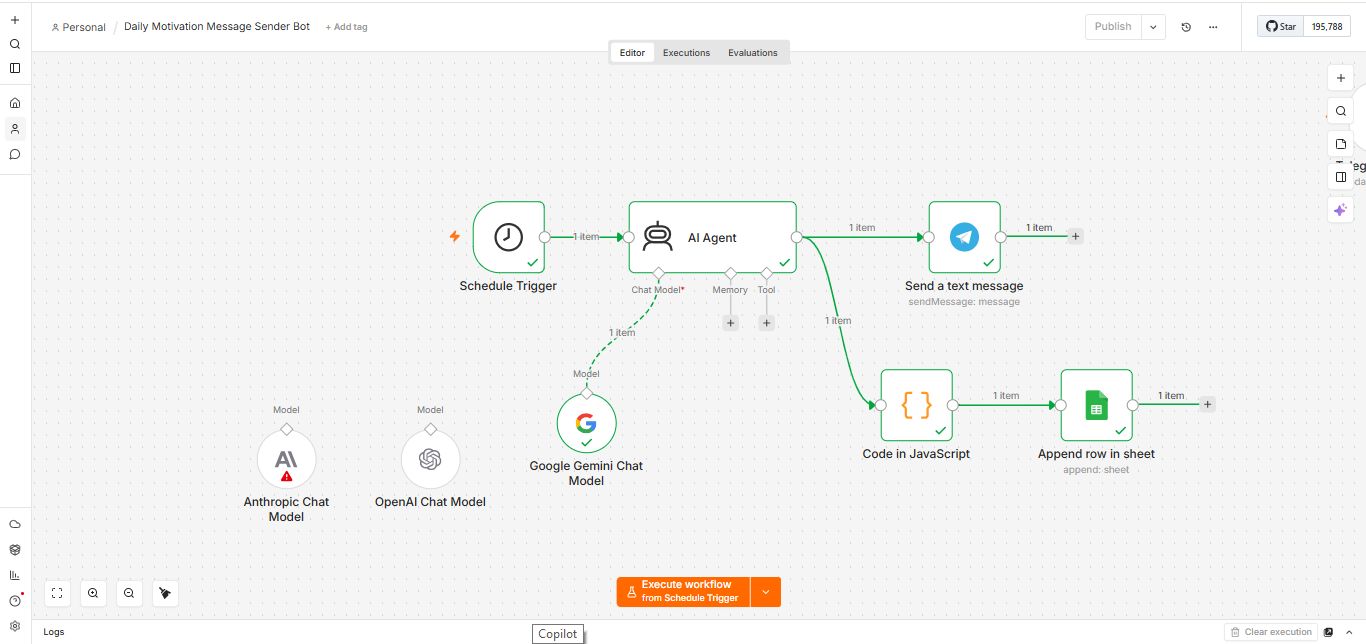 Personal / Daily Motivation Message Sender Bot + Add tag
Publish
Star 195,788
Editor Executions Evaluations
1 item
AI Agent
1 item
1 item
Schedule Trigger
Chat Model*
Memory
Tool
Send a text message
sendMessage: message
1 item
1 item
Model
1 item
1 item
Model
Model
Code in JavaScript
Append row in sheet
append: sheet
Google Gemini Chat
Model
Anthropic Chat
Model
OpenAI Chat Model
Execute workflow
from Schedule Trigger
Logs
Copilot
Clear execution